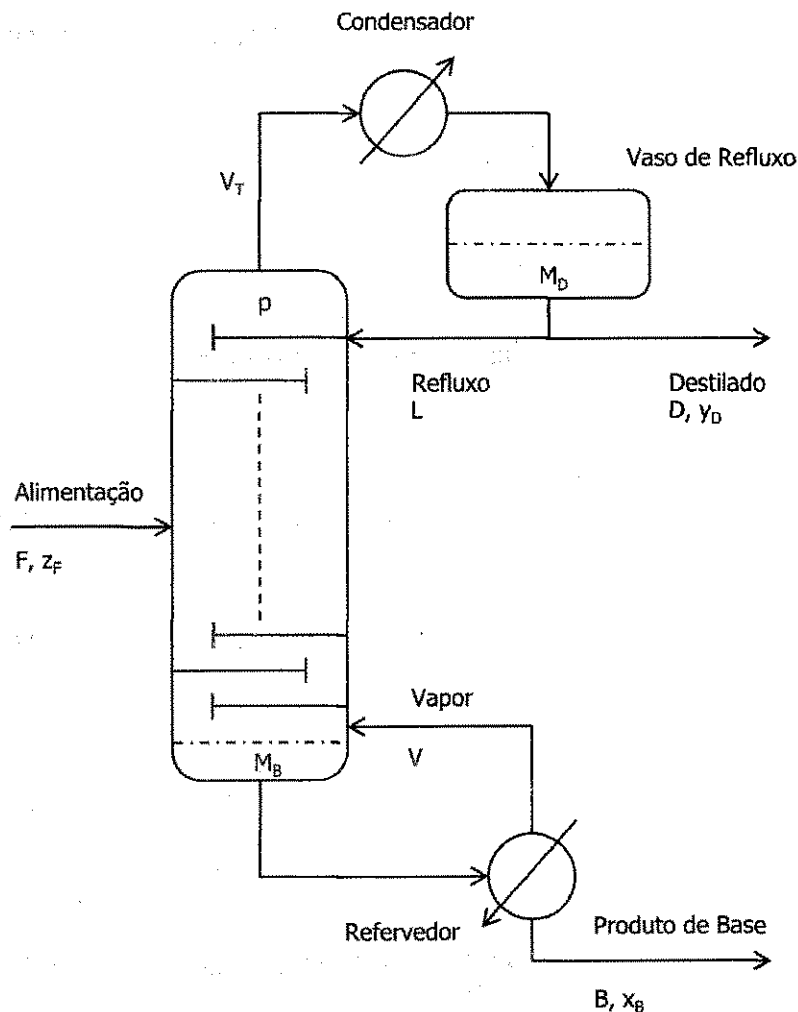 Condensador
Vaso de Refluxo
V_T
M_D
p
Refluxo
L
Destilado
D, y_D
Alimentação
F, z_F
Vapor
V
M_B
Refervedor
Produto de Base
B, x_B